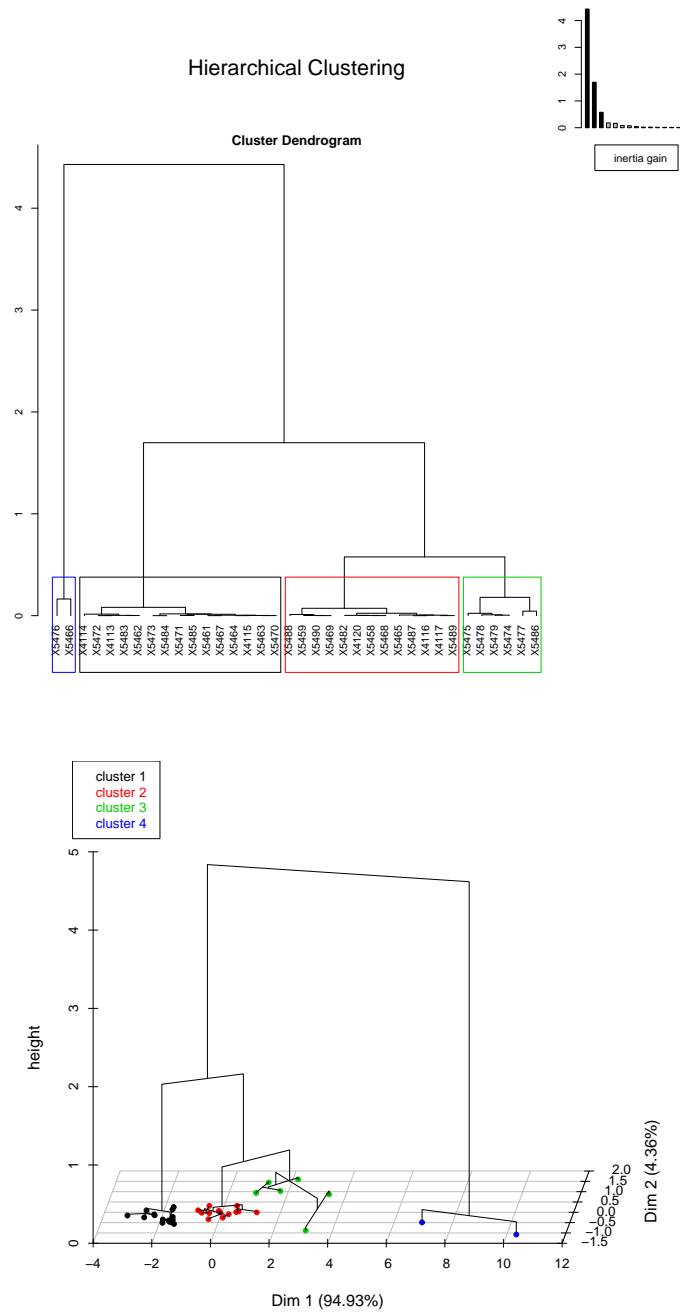 Hierarchical Clustering
0 1 2 3 4
inertia gain
Cluster Dendrogram
0 1 2 3 4
X5476
X5466
X4114
X5472
X4113
X5483
X5462
X5473
X5484
X5471
X5485
X5461
X5467
X5464
X4115
X5463
X5470
X5488
X5459
X5490
X5469
X5482
X4120
X5458
X5468
X5465
X5487
X4116
X4117
X5489
X5475
X5478
X5479
X5474
X5477
X5486
cluster 1
cluster 2
cluster 3
cluster 4
height
0 1 2 3 4 5
−4 −2 0 2 4 6 8 10 12
Dim 1 (94.93%)
−1.5 −1.0 −0.5 0.0 0.5 1.0 1.5 2.0
Dim 2 (4.36%)